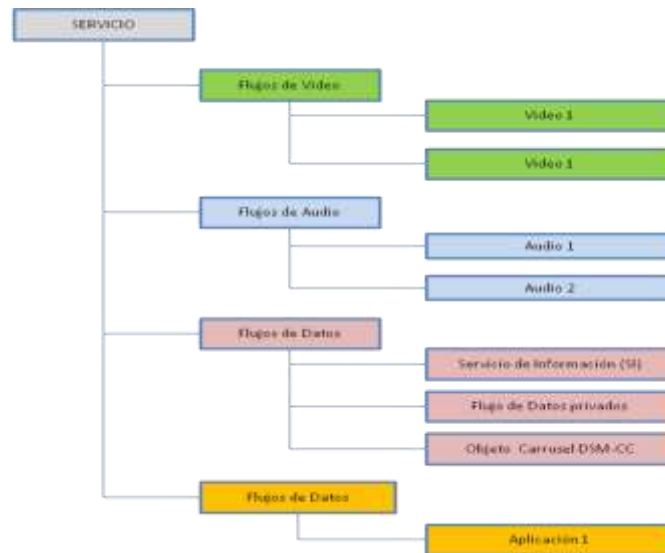 SERVICIO
Flujos de Video
Video 1
Video 1
Flujos de Audio
Audio 1
Audio 2
Flujos de Datos
Servicio de Información (SI)
Flujo de Datos privados
Objeto Carrusel DSM-CC
Flujos de Datos
Aplicación 1